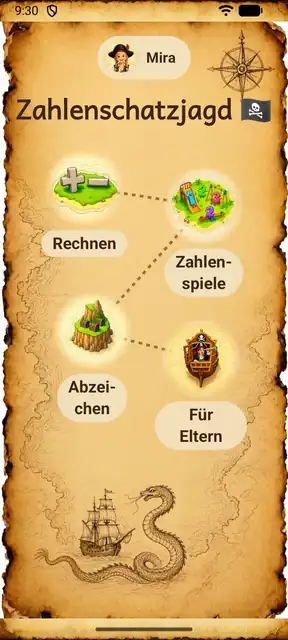 9:30
Mira
Zahlenschatzjagd 🏴‍☠️
Rechnen
Zahlen-
spiele
Abzei-
chen
Für
Eltern